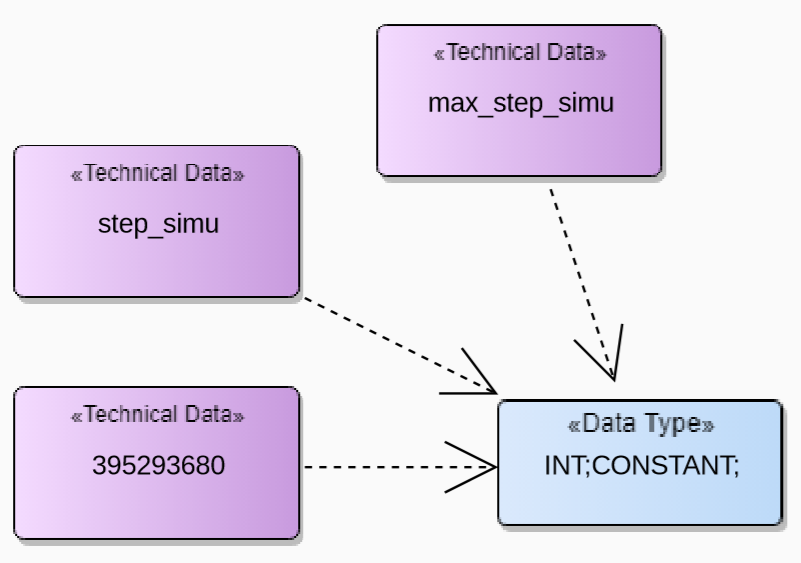 «Technical Data»
max_step_simu
«Technical Data»
step_simu
«Technical Data»
395293680
«Data Type»
INT;CONSTANT;